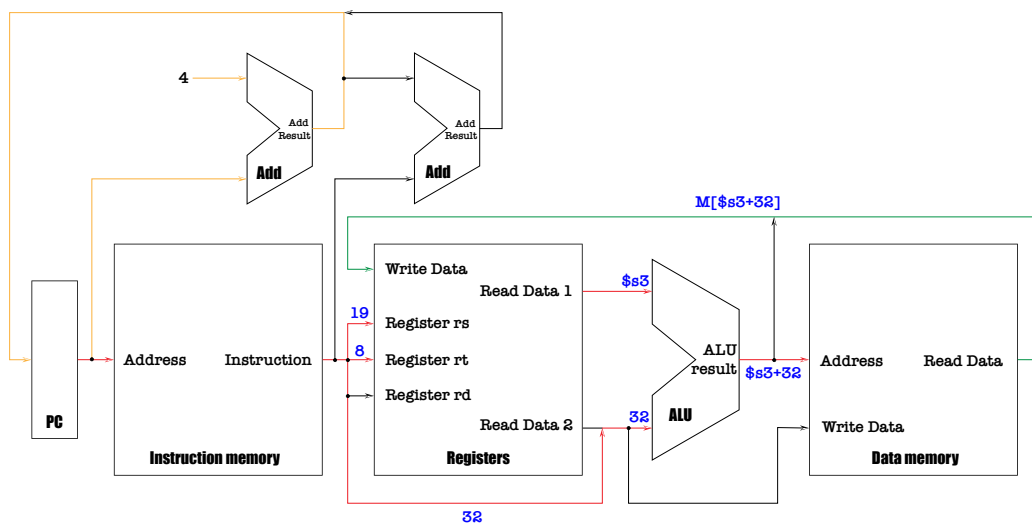 4
Add
Result
Add
Add
Result
Add
M[$s3+32]
Write Data
Read Data 1
$s3
19
Register rs
8
Register rt
Register rd
Read Data 2
32
Address
Instruction
PC
Instruction memory
Registers
ALU
result
ALU
$s3+32
Address
Read Data
Write Data
Data memory
32